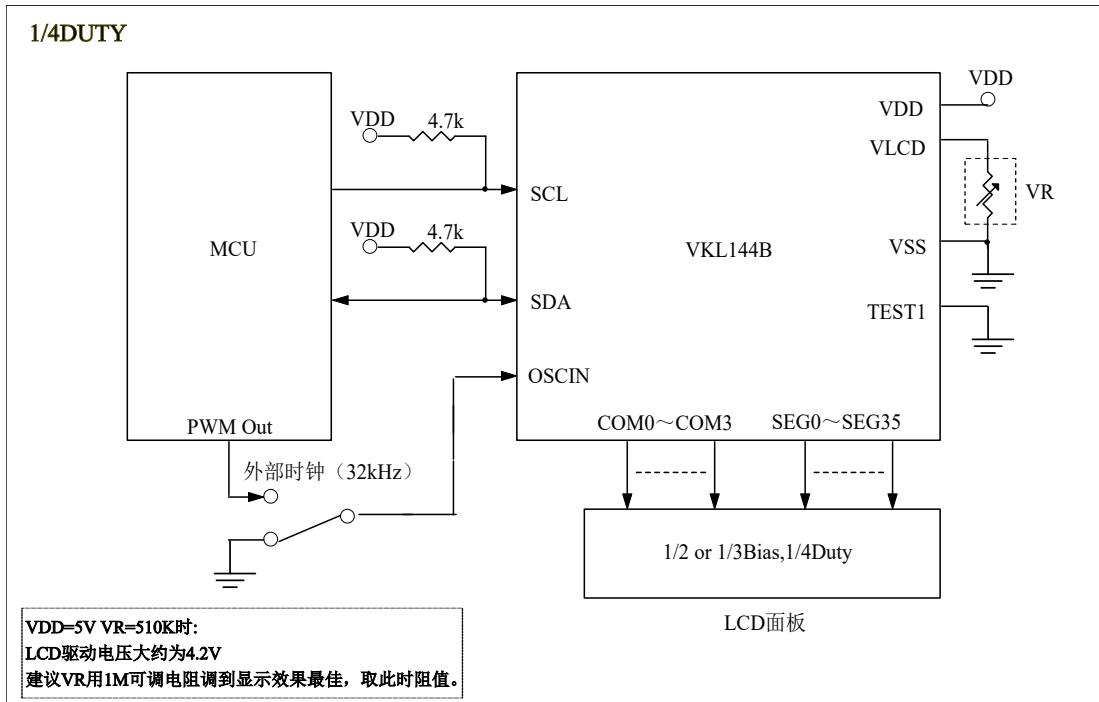 1/4DUTY
VDD
4.7k
VDD
4.7k
MCU
PWM Out
外部时钟（32kHz）
SCL
SDA
OSCIN
VKL144B
VDD
VDD
VLCD
VR
VSS
TEST1
COM0～COM3
SEG0～SEG35
1/2 or 1/3Bias,1/4Duty
LCD面板
VDD=5V VR=510K时:
LCD驱动电压大约为4.2V
建议VR用1M可调电阻调到显示效果最佳，取此时阻值。